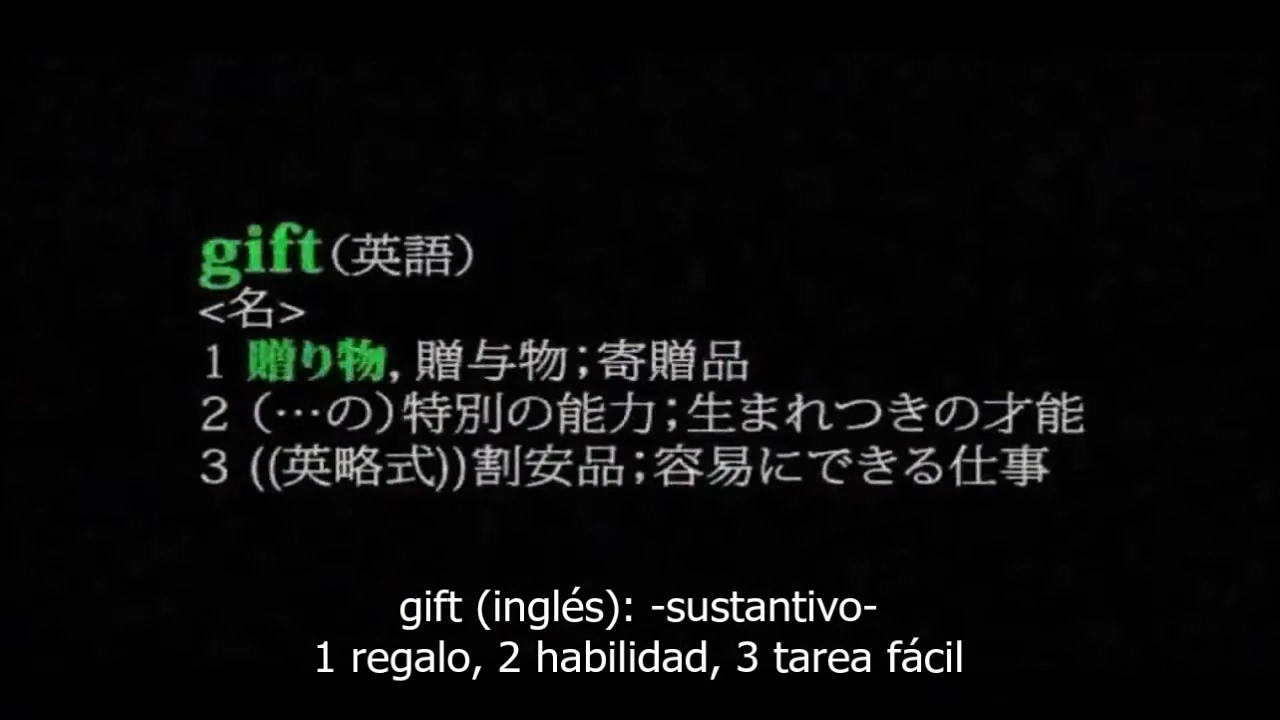 gift(英語)
<名>
1 贈り物, 贈与物;寄贈品
2 (…の)特別の能力;生まれつきの才能
3 ((英略式))割安品;容易にできる仕事
gift (inglés): -sustantivo-
1 regalo, 2 habilidad, 3 tarea fácil